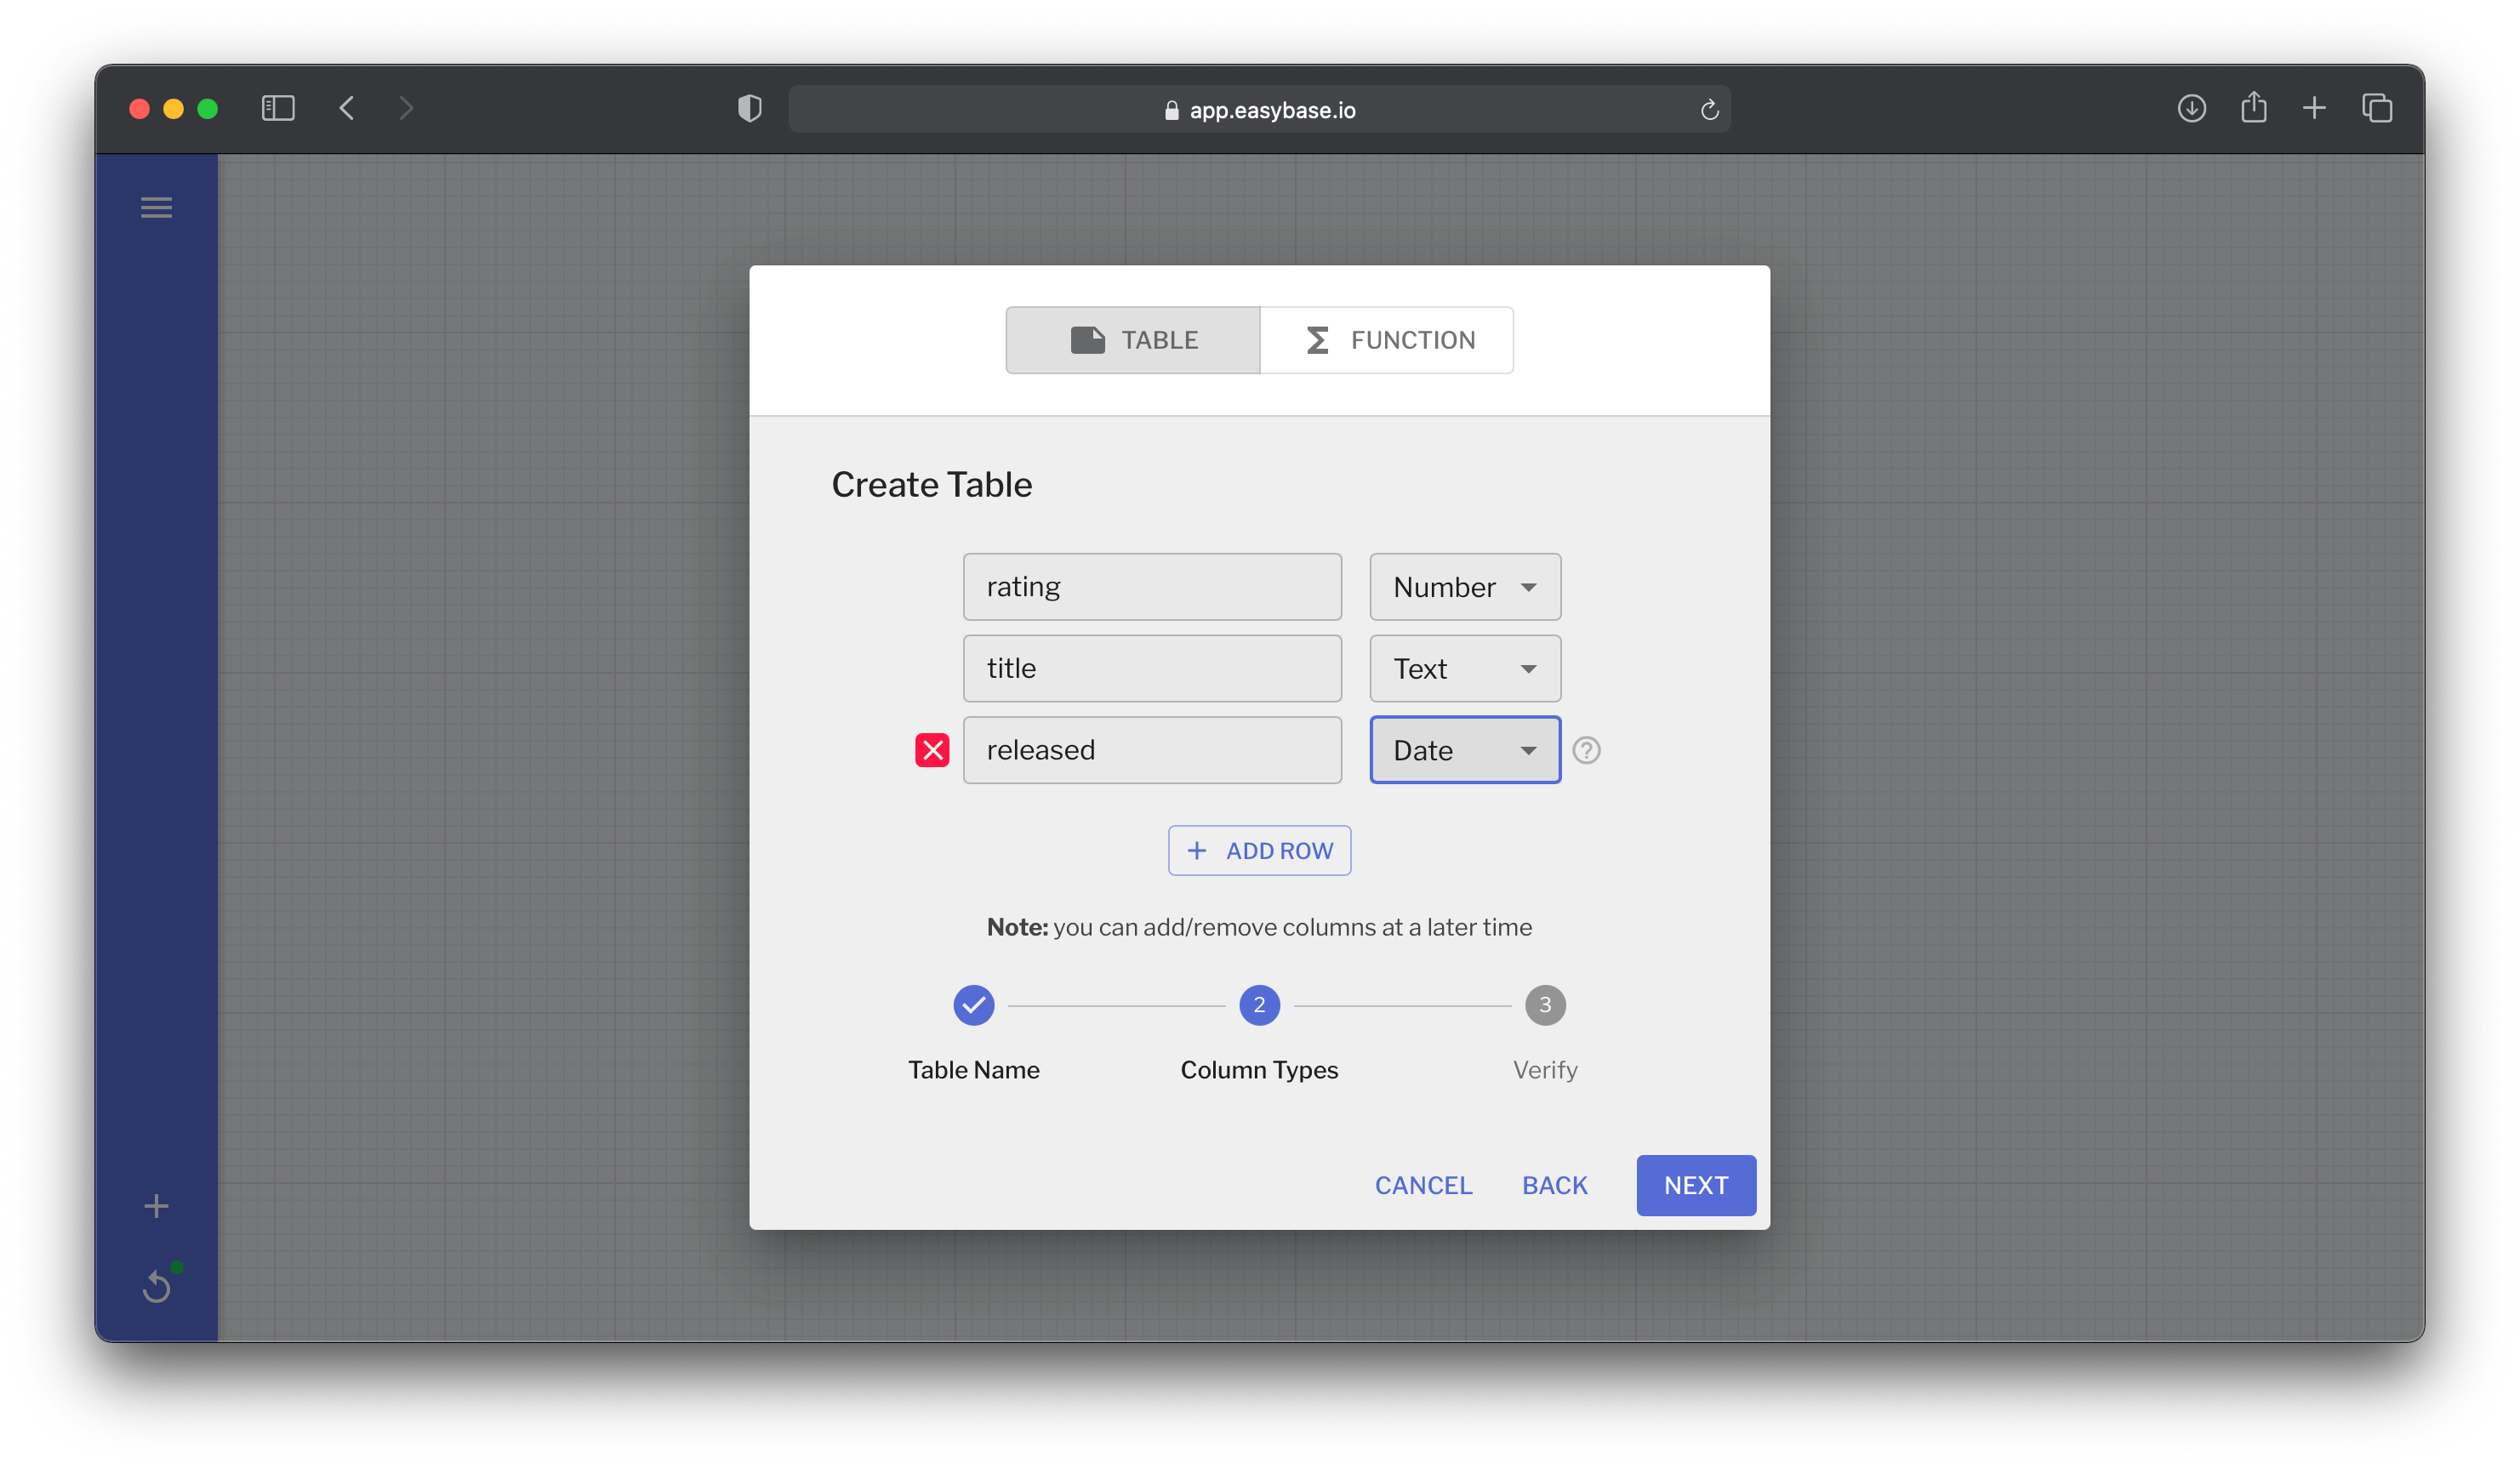 app.easybase.io
TABLE
FUNCTION
Create Table
rating
Number
title
Text
released
Date
?
+ ADD ROW
Note: you can add/remove columns at a later time
2
3
Table Name
Column Types
Verify
CANCEL
BACK
NEXT